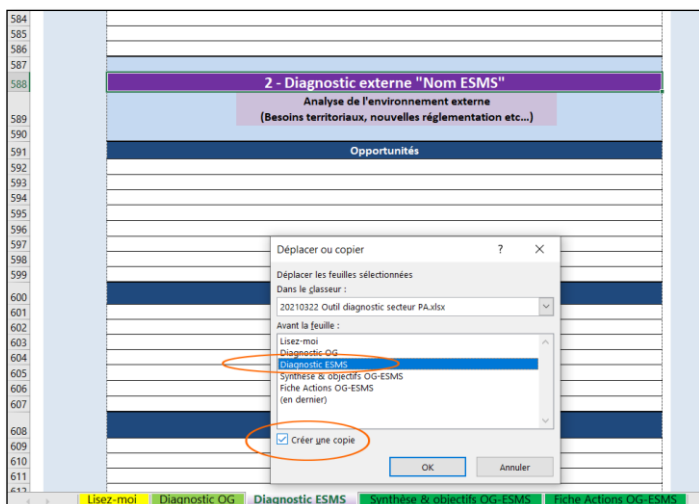 584
585
586
587
588 2 - Diagnostic externe "Nom ESMS"
Analyse de l'environement externe
589 (Besoins territoriaux, nouvelles réglementation etc...)
590
591 Opportunités
592
593
594
595
596
597
598
599
600
601
602
603
604
605
606
607
608
609
610
611
612
Déplacer ou copier ? ×
Déplacer les feuilles sélectionnées
Dans le classeur :
20210322 Outil diagnostic secteur PA.xlsx
Avant la feuille :
Lisez-moi
Diagnostic OG
Diagnostic ESMS
Synthèse & objectifs OG-ESMS
Fiche Actions OG-ESMS
(en dernier)
Créer une copie
OK Annuler
Lisez-moi Diagnostic OG Diagnostic ESMS Synthèse & objectifs OG-ESMS Fiche Actions OG-ESMS